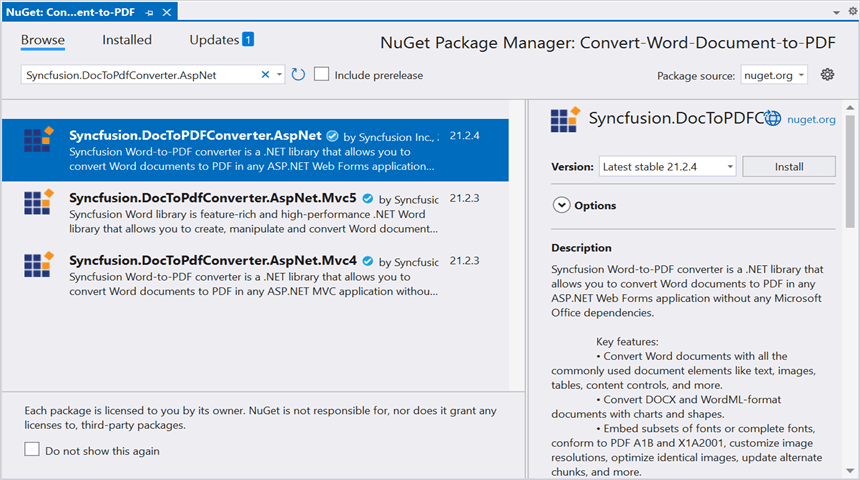 NuGet: Con...ent-to-PDF
Browse Installed Updates 1
NuGet Package Manager: Convert-Word-Document-to-PDF
Syncfusion.DocToPdfConverter.AspNet
Include prerelease
Package source: nuget.org
Syncfusion.DocToPDFConverter.AspNet by Syncfusion Inc., 21.2.4
Syncfusion Word-to-PDF converter is a .NET library that allows you to
convert Word documents to PDF in any ASP.NET Web Forms application...
Syncfusion.DocToPdfConverter.AspNet.Mvc5 by Syncfusic 21.2.3
Syncfusion Word library is feature-rich and high-performance .NET Word
library that allows you to create, manipulate and convert Word document...
Syncfusion.DocToPdfConverter.AspNet.Mvc4 by Syncfusic 21.2.3
Syncfusion Word-to-PDF converter is a .NET library that allows you to
convert Word documents to PDF in any ASP.NET MVC application withou...
Each package is licensed to you by its owner. NuGet is not responsible for, nor does it grant any
licenses to, third-party packages.
Do not show this again
Syncfusion.DocToPDFC nuget.org
Version: Latest stable 21.2.4 Install
Options
Description
Syncfusion Word-to-PDF converter is a .NET library that
allows you to convert Word documents to PDF in any
ASP.NET Web Forms application without any Microsoft
Office dependencies.
Key features:
• Convert Word documents with all the
commonly used document elements like text, images,
tables, content controls, and more.
• Convert DOCX and WordML-format
documents with charts and shapes.
• Embed subsets of fonts or complete fonts,
conform to PDF A1B and X1A2001, customize image
resolutions, optimize identical images, update alternate
chunks, and more.